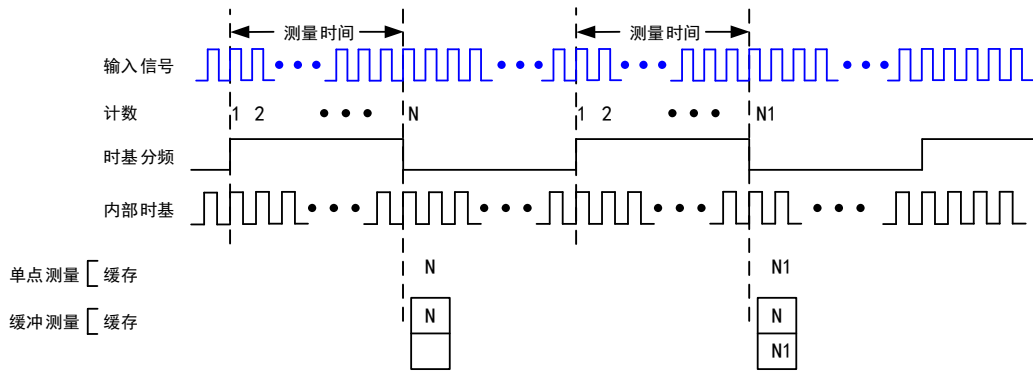 测量时间 测量时间
输入信号
计数 1 2 N 1 2 N1
时基分频
内部时基
单点测量 缓存 N N1
缓冲测量 缓存 N N
N1